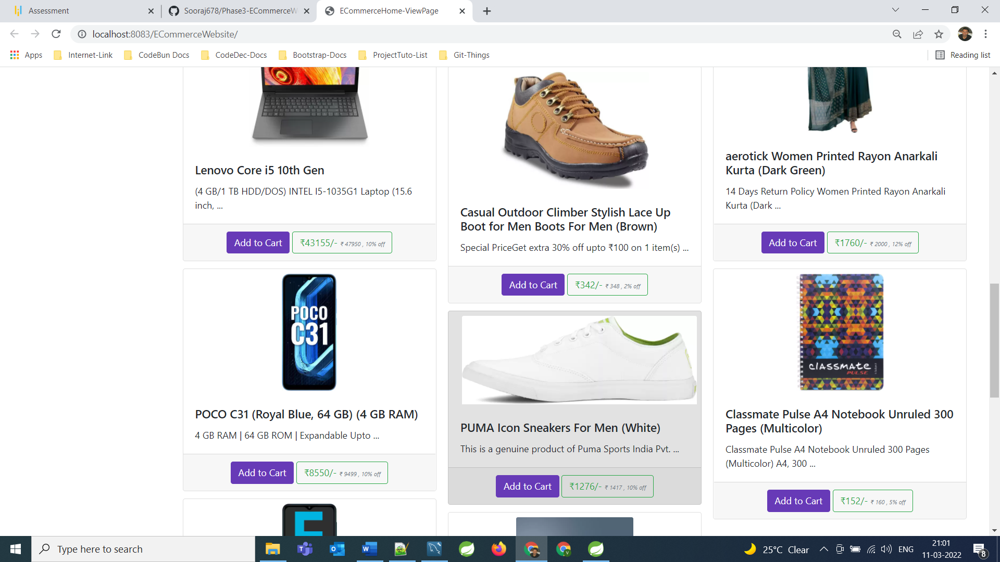 Assessment
Sooraj678/Phase3-ECommerceW
ECommerceHome-ViewPage
localhost:8083/ECommerceWebsite/
Apps
Internet-Link
CodeBun Docs
CodeDec-Docs
Bootstrap-Docs
ProjectTuto-List
Git-Things
Reading list
Lenovo Core i5 10th Gen
(4 GB/1 TB HDD/DOS) INTEL I5-1035G1 Laptop (15.6
inch, ...
Add to Cart
₹43155/- ₹ 47950 , 10% off
POCO
C31
POCO C31 (Royal Blue, 64 GB) (4 GB RAM)
4 GB RAM | 64 GB ROM | Expandable Upto ...
Add to Cart
₹8550/- ₹ 9499 , 10% off
Casual Outdoor Climber Stylish Lace Up
Boot for Men Boots For Men (Brown)
Special PriceGet extra 30% off upto ₹100 on 1 item(s) ...
Add to Cart
₹342/- ₹ 348 , 2% off
PUMA Icon Sneakers For Men (White)
This is a genuine product of Puma Sports India Pvt. ...
Add to Cart
₹1276/- ₹ 1417 , 10% off
aerotick Women Printed Rayon Anarkali
Kurta (Dark Green)
14 Days Return Policy Women Printed Rayon Anarkali
Kurta (Dark ...
Add to Cart
₹1760/- ₹ 2000 , 12% off
classmate
PULSE
Classmate Pulse A4 Notebook Unruled 300
Pages (Multicolor)
Classmate Pulse A4 Notebook Unruled 300 Pages
(Multicolor) A4, 300 ...
Add to Cart
₹152/- ₹ 160 , 5% off
Type here to search
25°C Clear
ENG
21:01
11-03-2022
8